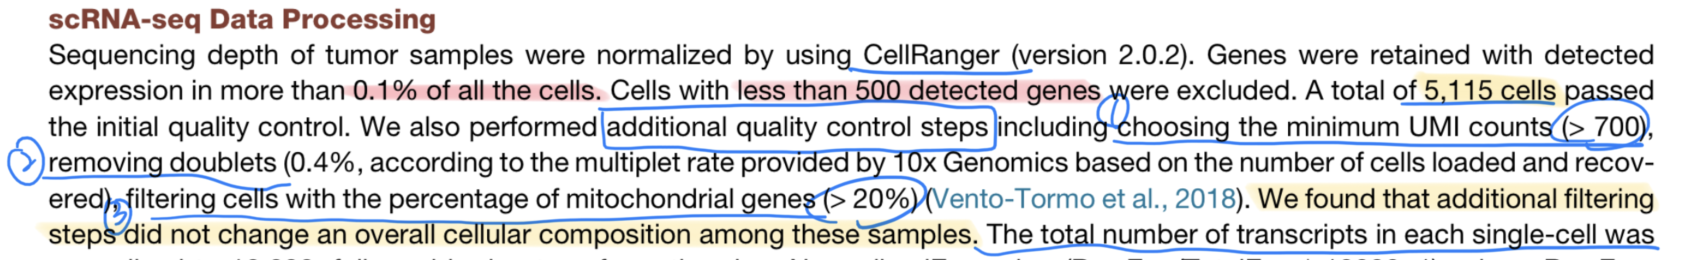 scRNA-seq Data Processing
Sequencing depth of tumor samples were normalized by using CellRanger (version 2.0.2). Genes were retained with detected
expression in more than 0.1% of all the cells. Cells with less than 500 detected genes were excluded. A total of 5,115 cells passed
the initial quality control. We also performed additional quality control steps including choosing the minimum UMI counts (> 700),
removing doublets (0.4%, according to the multiplet rate provided by 10x Genomics based on the number of cells loaded and recov-
ered), filtering cells with the percentage of mitochondrial genes (> 20%) (Vento-Tormo et al., 2018). We found that additional filtering
steps did not change an overall cellular composition among these samples. The total number of transcripts in each single-cell was